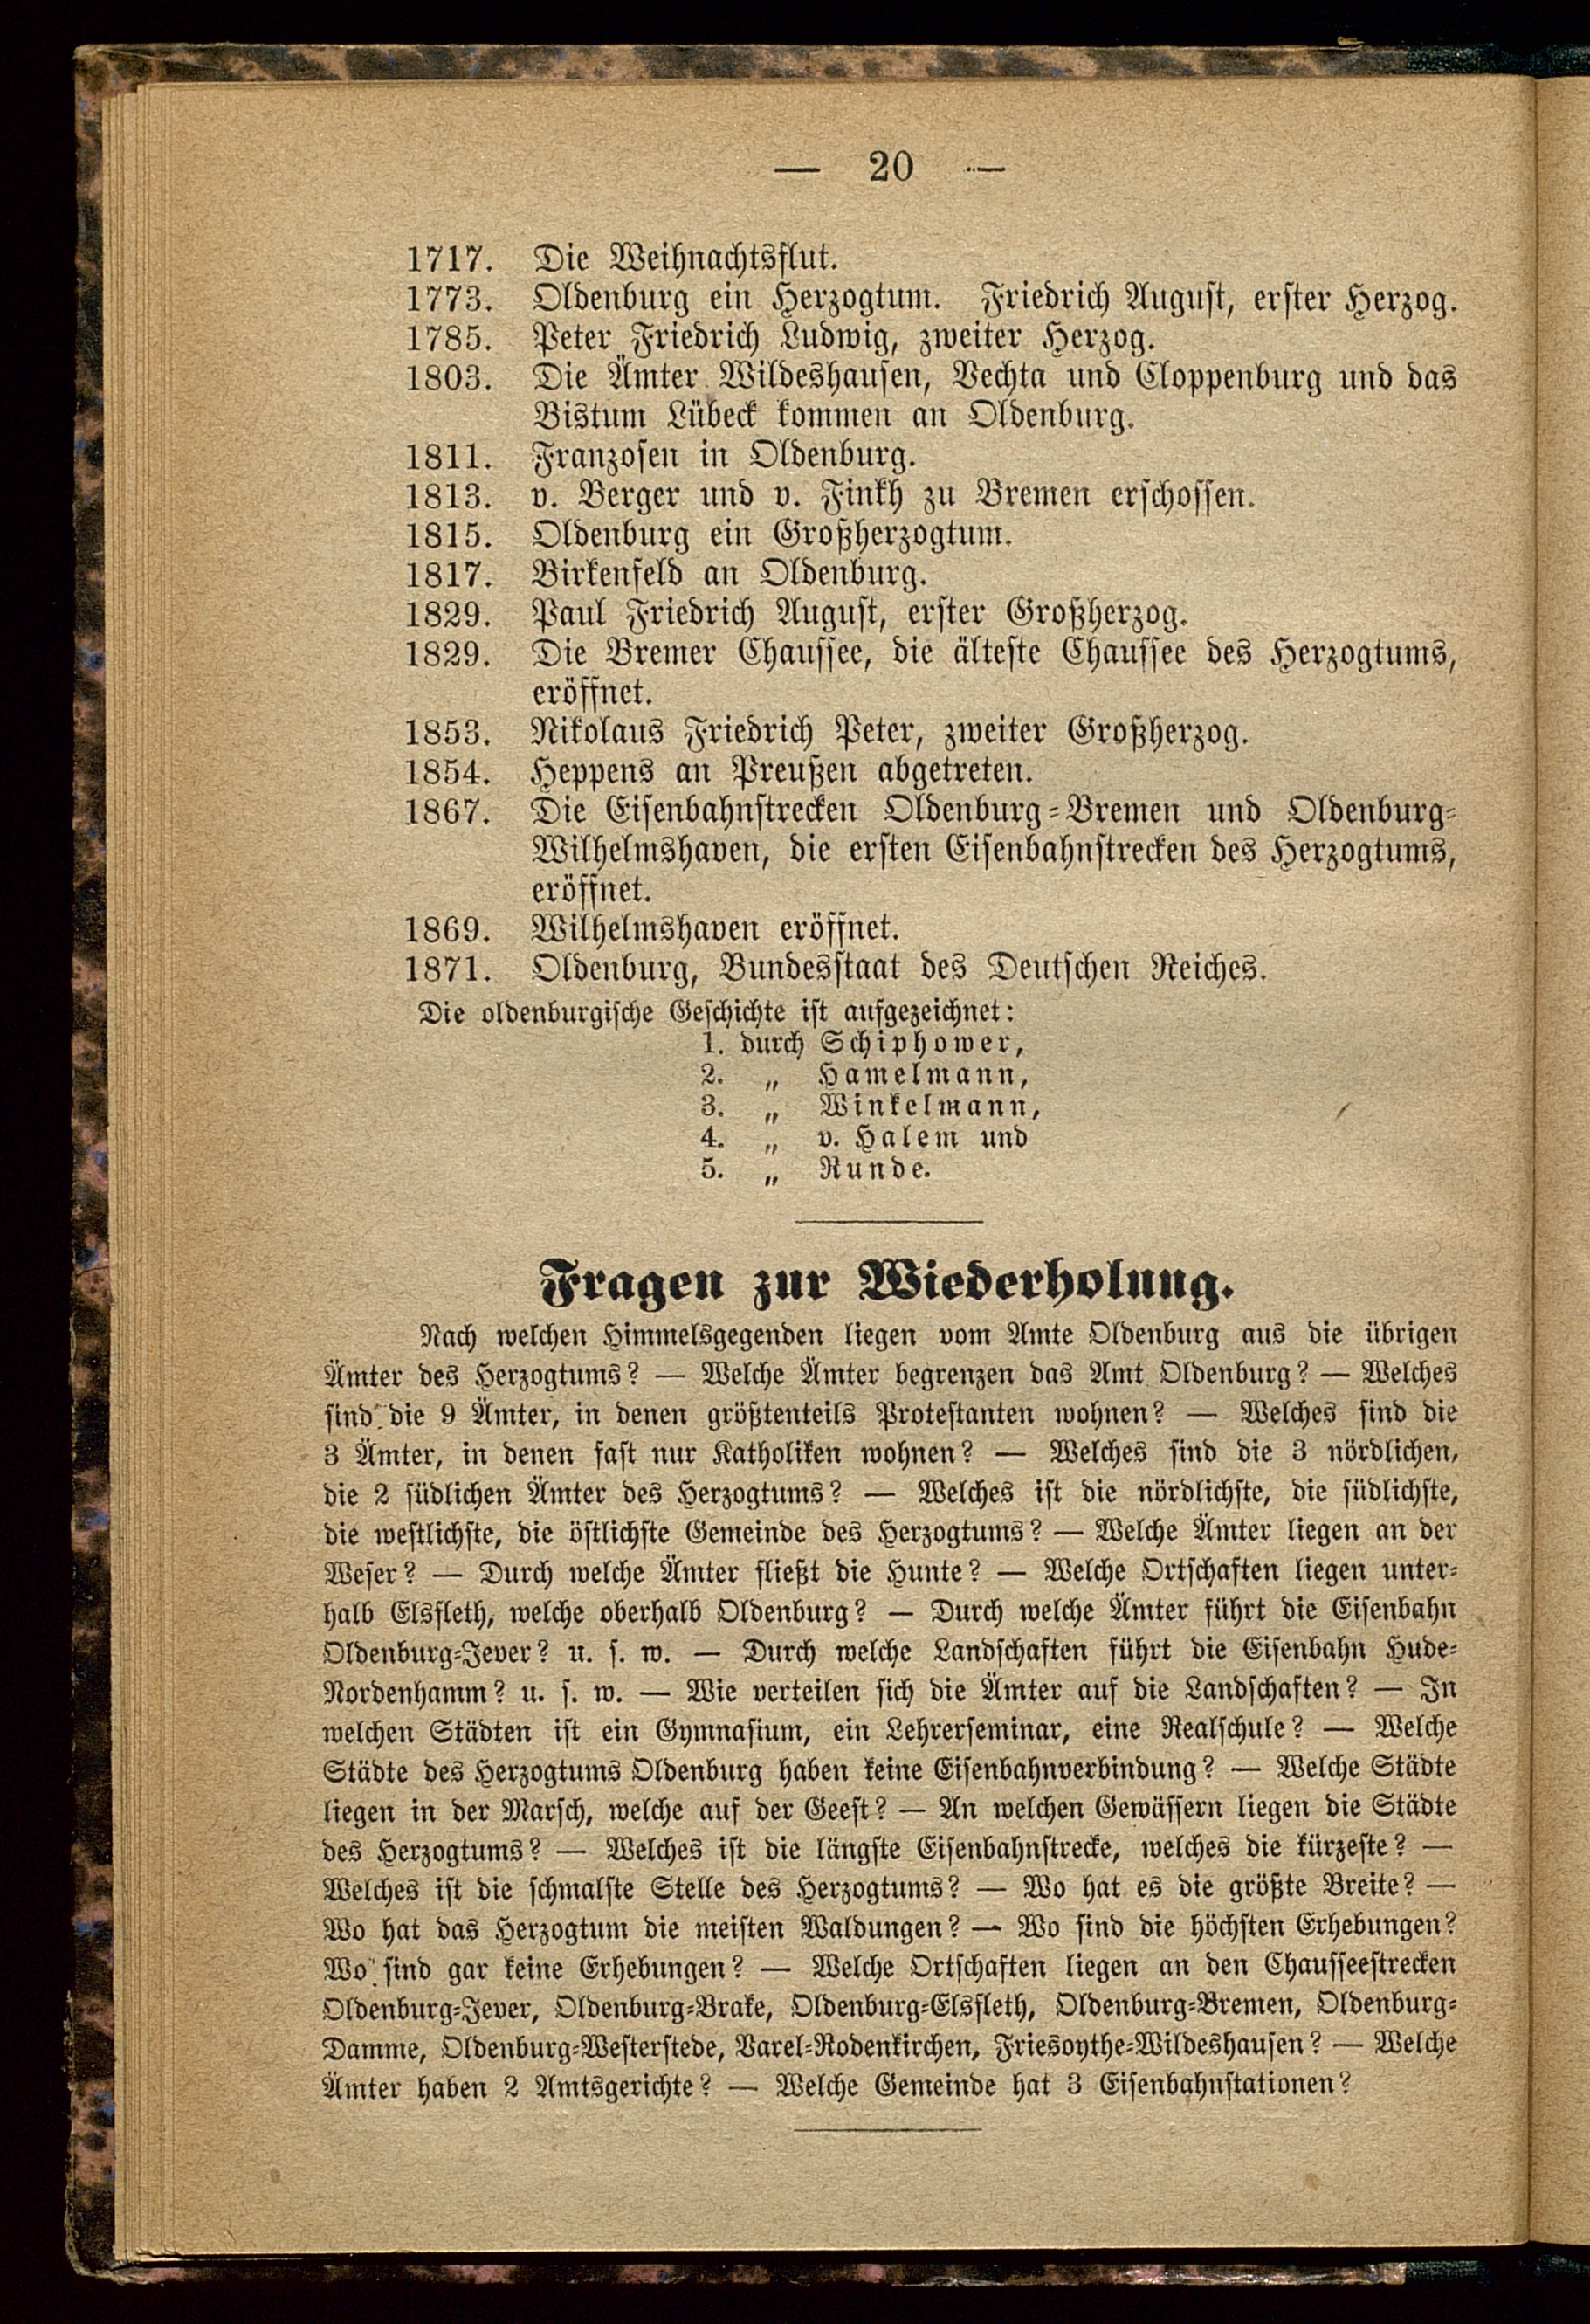 — 20 —
1717. Die Weihnachtsflut.
1773. Oldenburg ein Herzogtum. Friedrich August, erster Herzog.
1785. Peter Friedrich Ludwig, zweiter Herzog.
1803. Die Ämter Wildeshausen, Vechta und Cloppenburg und das
Bistum Lübeck kommen an Oldenburg.
1811. Franzosen in Oldenburg.
1813. v. Berger und v. Finkh zu Bremen erschossen.
1815. Oldenburg ein Großherzogtum.
1817. Birkenfeld an Oldenburg.
1829. Paul Friedrich August, erster Großherzog.
1829. Die Bremer Chaussee, die älteste Chaussee des Herzogtums,
eröffnet.
1853. Nikolaus Friedrich Peter, zweiter Großherzog.
1854. Heppens an Preußen abgetreten.
1867. Die Eisenbahnstrecken Oldenburg-Bremen und Oldenburg-
Wilhelmshaven, die ersten Eisenbahnstrecken des Herzogtums,
eröffnet.
1869. Wilhelmshaven eröffnet.
1871. Oldenburg, Bundesstaat des Deutschen Reiches.
Die oldenburgische Geschichte ist aufgezeichnet:
1. durch Schiphower,
2. „ Hamelmann,
3. „ Winkelmann,
4. „ v. Halem und
5. „ Runde.
Fragen zur Wiederholung.
Nach welchen Himmelsgegenden liegen vom Amte Oldenburg aus die übrigen
Ämter des Herzogtums? — Welche Ämter begrenzen das Amt Oldenburg? — Welches
sind die 9 Ämter, in denen größtenteils Protestanten wohnen? — Welches sind die
3 Ämter, in denen fast nur Katholiken wohnen? — Welches sind die 3 nördlichen,
die 2 südlichen Ämter des Herzogtums? — Welches ist die nördlichste, die südlichste,
die westlichste, die östlichste Gemeinde des Herzogtums? — Welche Ämter liegen an der
Weser? — Durch welche Ämter fließt die Hunte? — Welche Ortschaften liegen unter-
halb Elsfleth, welche oberhalb Oldenburg? — Durch welche Ämter führt die Eisenbahn
Oldenburg-Jever? u. s. w. — Durch welche Landschaften führt die Eisenbahn Hude-
Nordenhamm? u. s. w. — Wie verteilen sich die Ämter auf die Landschaften? — In
welchen Städten ist ein Gymnasium, ein Lehrerseminar, eine Realschule? — Welche
Städte des Herzogtums Oldenburg haben keine Eisenbahnverbindung? — Welche Städte
liegen in der Marsch, welche auf der Geest? — An welchen Gewässern liegen die Städte
des Herzogtums? — Welches ist die längste Eisenbahnstrecke, welches die kürzeste? —
Welches ist die schmalste Stelle des Herzogtums? — Wo hat es die größte Breite? —
Wo hat das Herzogtum die meisten Waldungen? — Wo sind die höchsten Erhebungen?
Wo sind gar keine Erhebungen? — Welche Ortschaften liegen an den Chausseestrecken
Oldenburg-Jever, Oldenburg-Brake, Oldenburg-Elsfleth, Oldenburg-Bremen, Oldenburg-
Damme, Oldenburg-Westerstede, Varel-Rodenkirchen, Friesoythe-Wildeshausen? — Welche
Ämter haben 2 Amtsgerichte? — Welche Gemeinde hat 3 Eisenbahnstationen?